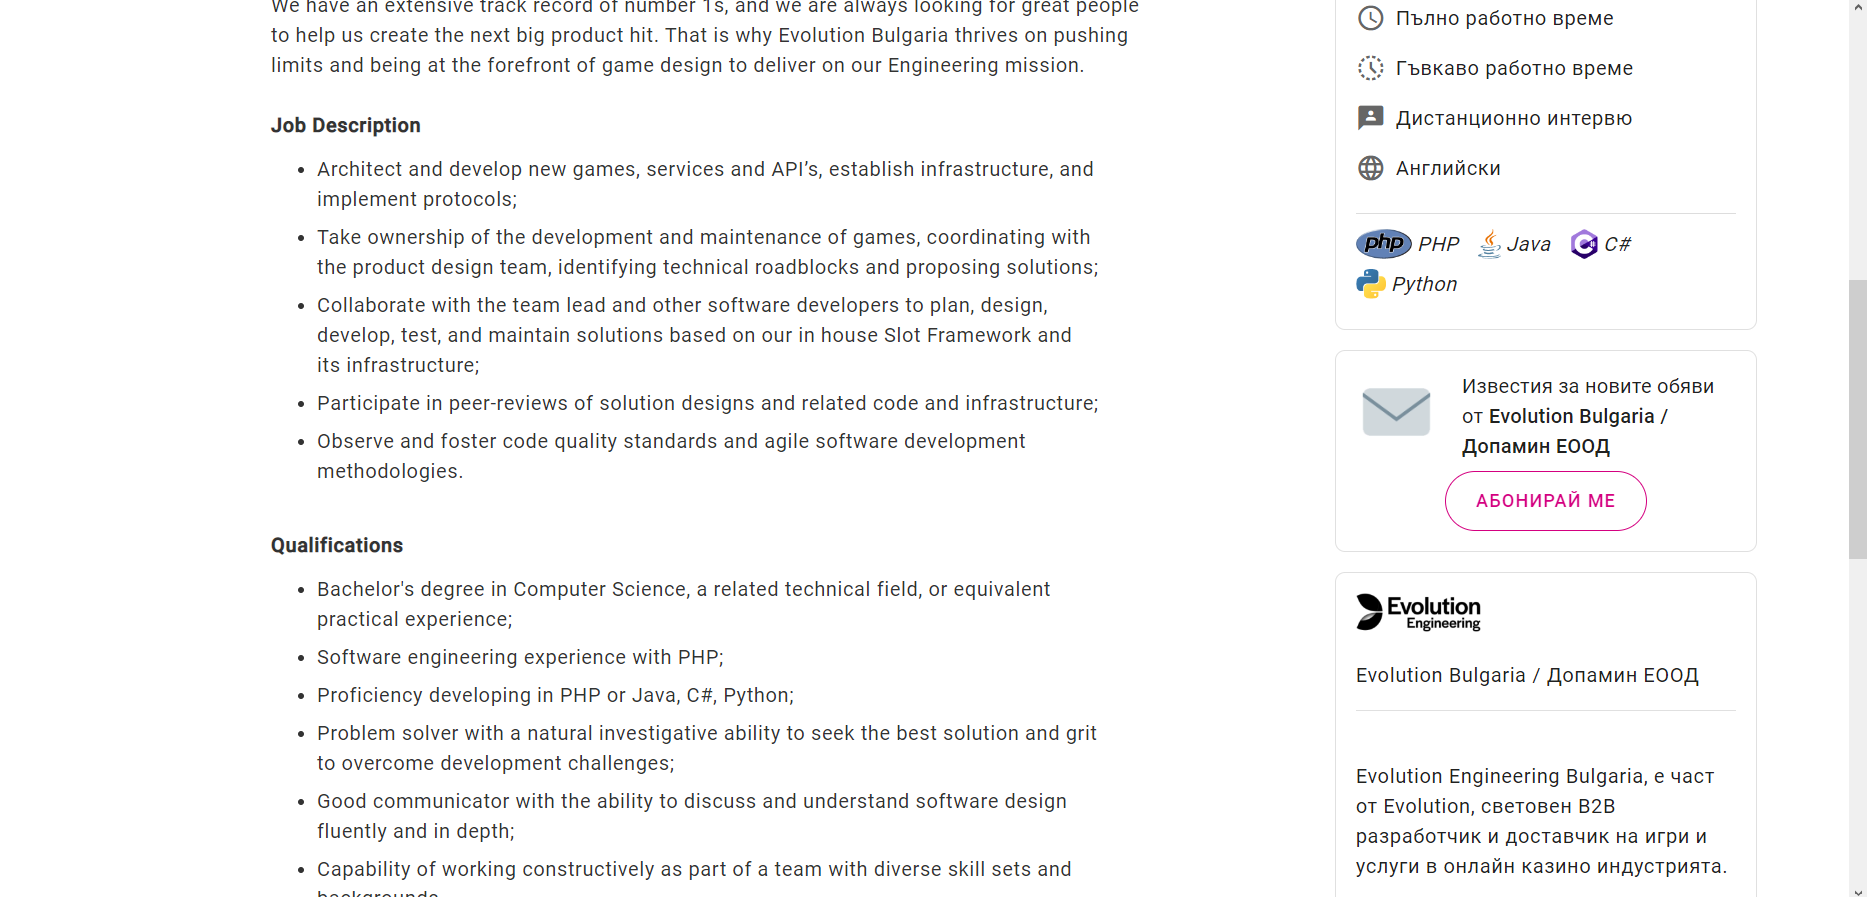 We have an extensive track record of number 1s, and we are always looking for great people
to help us create the next big product hit. That is why Evolution Bulgaria thrives on pushing
limits and being at the forefront of game design to deliver on our Engineering mission.
Job Description
• Architect and develop new games, services and API’s, establish infrastructure, and
implement protocols;
• Take ownership of the development and maintenance of games, coordinating with
the product design team, identifying technical roadblocks and proposing solutions;
• Collaborate with the team lead and other software developers to plan, design,
develop, test, and maintain solutions based on our in house Slot Framework and
its infrastructure;
• Participate in peer-reviews of solution designs and related code and infrastructure;
• Observe and foster code quality standards and agile software development
methodologies.
Qualifications
• Bachelor's degree in Computer Science, a related technical field, or equivalent
practical experience;
• Software engineering experience with PHP;
• Proficiency developing in PHP or Java, C#, Python;
• Problem solver with a natural investigative ability to seek the best solution and grit
to overcome development challenges;
• Good communicator with the ability to discuss and understand software design
fluently and in depth;
• Capability of working constructively as part of a team with diverse skill sets and
backgrounds
Пълно работно време
Гъвкаво работно време
Дистанционно интервю
Английски
php PHP Java C#
Python
Известия за новите обяви
от Evolution Bulgaria /
Допамин ЕООД
АБОНИРАЙ МЕ
Evolution
Engineering
Evolution Bulgaria / Допамин ЕООД
Evolution Engineering Bulgaria, е част
от Evolution, световен B2B
разработчик и доставчик на игри и
услуги в онлайн казино индустрията.